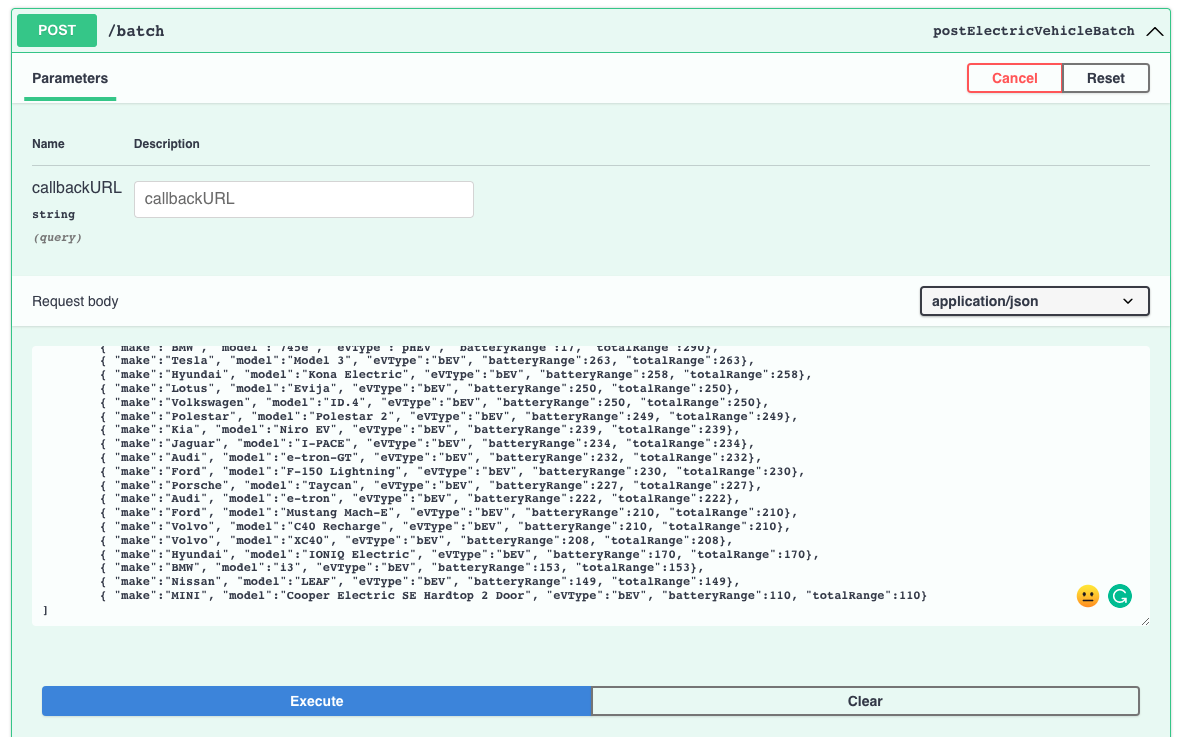 POST /batch postElectricVehicleBatch
Parameters Cancel Reset
Name Description
callbackURL callbackURL
string
(query)
Request body application/json
{ "make":"BMW", "model":"745e", "evType":"pHEV", "batteryRange":17, "totalRange":290},
{ "make":"Tesla", "model":"Model 3", "eVType":"bEV", "batteryRange":263, "totalRange":263},
{ "make":"Hyundai", "model":"Kona Electric", "eVType":"bEV", "batteryRange":258, "totalRange":258},
{ "make":"Lotus", "model":"Evija", "eVType":"bEV", "batteryRange":250, "totalRange":250},
{ "make":"Volkswagen", "model":"ID.4", "eVType":"bEV", "batteryRange":250, "totalRange":250},
{ "make":"Polestar", "model":"Polestar 2", "eVType":"bEV", "batteryRange":249, "totalRange":249},
{ "make":"Kia", "model":"Niro EV", "eVType":"bEV", "batteryRange":239, "totalRange":239},
{ "make":"Jaguar", "model":"I-PACE", "eVType":"bEV", "batteryRange":234, "totalRange":234},
{ "make":"Audi", "model":"e-tron-GT", "eVType":"bEV", "batteryRange":232, "totalRange":232},
{ "make":"Ford", "model":"F-150 Lightning", "eVType":"bEV", "batteryRange":230, "totalRange":230},
{ "make":"Porsche", "model":"Taycan", "eVType":"bEV", "batteryRange":227, "totalRange":227},
{ "make":"Audi", "model":"e-tron", "eVType":"bEV", "batteryRange":222, "totalRange":222},
{ "make":"Ford", "model":"Mustang Mach-E", "eVType":"bEV", "batteryRange":210, "totalRange":210},
{ "make":"Volvo", "model":"C40 Recharge", "eVType":"bEV", "batteryRange":210, "totalRange":210},
{ "make":"Volvo", "model":"XC40", "eVType":"bEV", "batteryRange":208, "totalRange":208},
{ "make":"Hyundai", "model":"IONIQ Electric", "eVType":"bEV", "batteryRange":170, "totalRange":170},
{ "make":"BMW", "model":"i3", "eVType":"bEV", "batteryRange":153, "totalRange":153},
{ "make":"Nissan", "model":"LEAF", "eVType":"bEV", "batteryRange":149, "totalRange":149},
{ "make":"MINI", "model":"Cooper Electric SE Hardtop 2 Door", "eVType":"bEV", "batteryRange":110, "totalRange":110}
]
Execute Clear